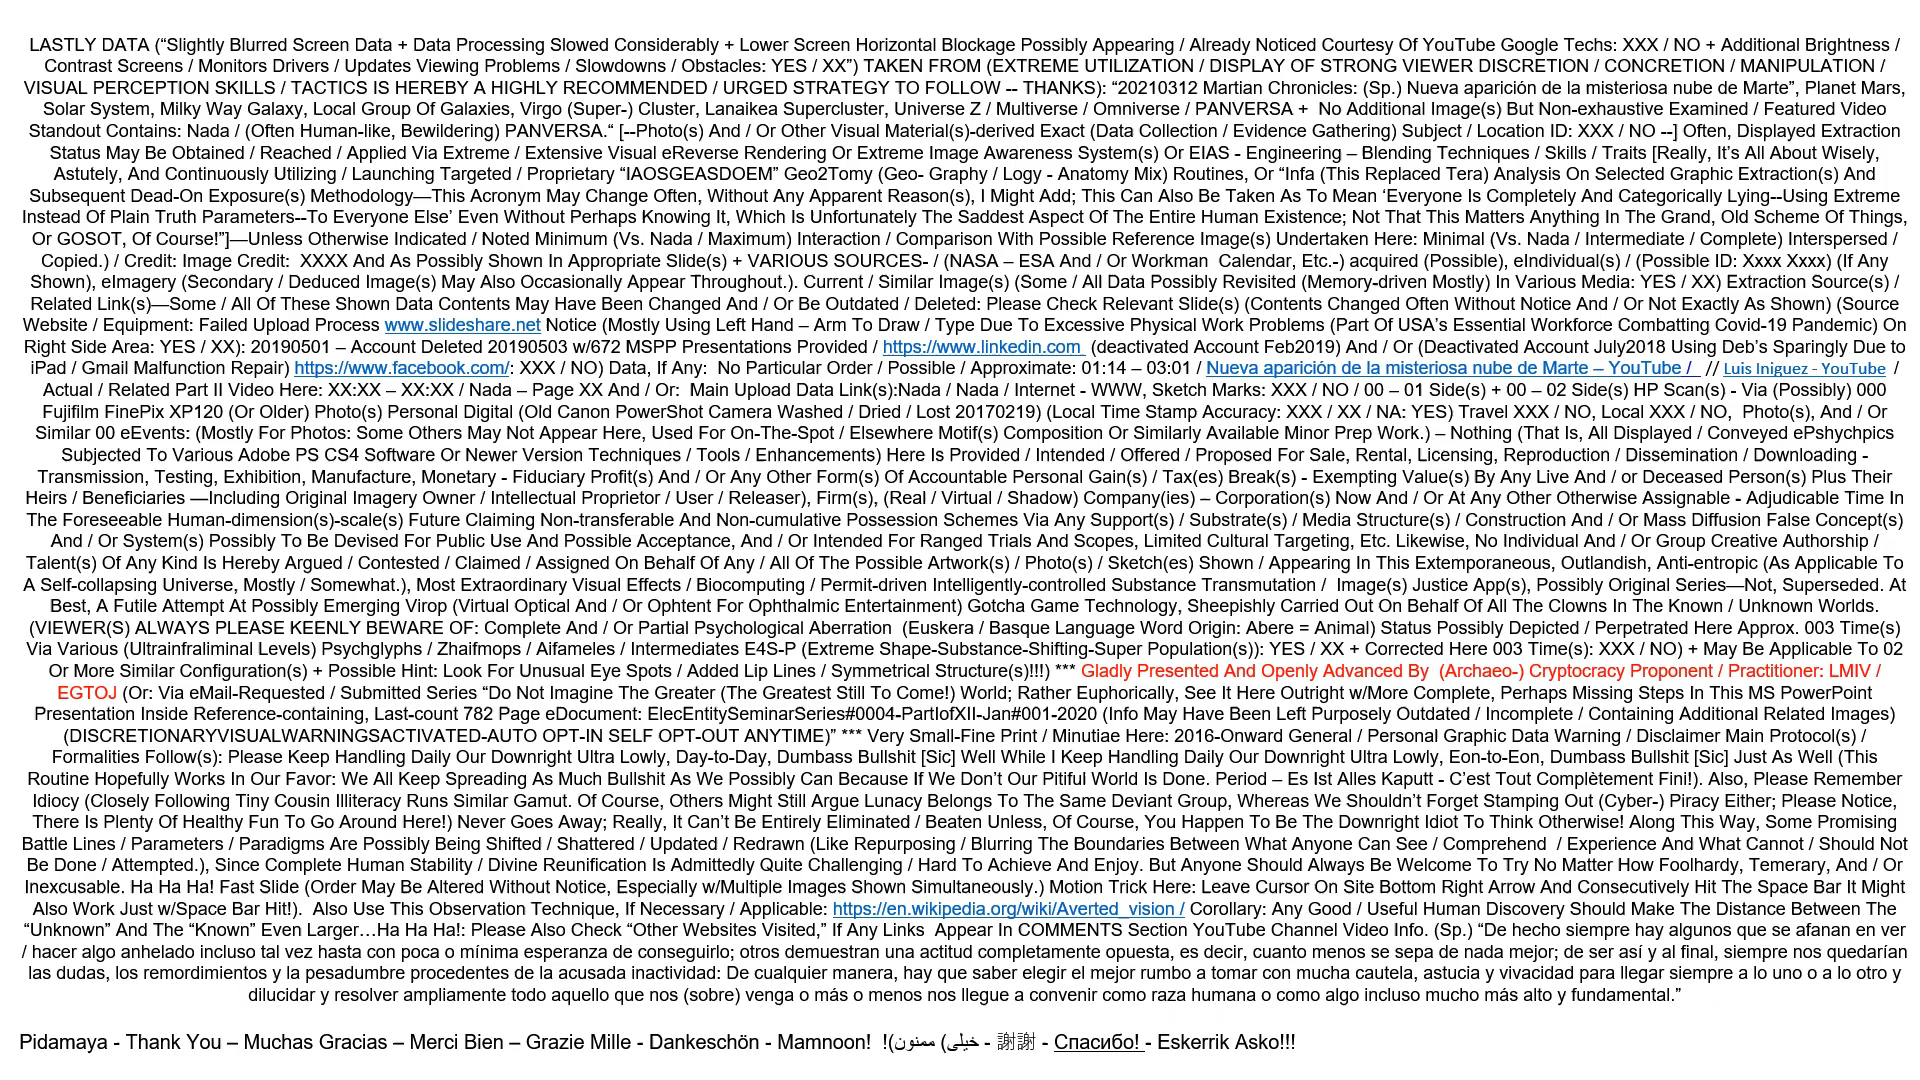 LASTLY DATA (“Slightly Blurred Screen Data + Data Processing Slowed Considerably + Lower Screen Horizontal Blockage Possibly Appearing / Already Noticed Courtesy Of YouTube Google Techs: XXX / NO + Additional Brightness /
Contrast Screens / Monitors Drivers / Updates Viewing Problems / Slowdowns / Obstacles: YES / XX”) TAKEN FROM (EXTREME UTILIZATION / DISPLAY OF STRONG VIEWER DISCRETION / CONCRETION / MANIPULATION /
VISUAL PERCEPTION SKILLS / TACTICS IS HEREBY A HIGHLY RECOMMENDED / URGED STRATEGY TO FOLLOW -- THANKS): “20210312 Martian Chronicles: (Sp.) Nueva aparición de la misteriosa nube de Marte”, Planet Mars,
Solar System, Milky Way Galaxy, Local Group Of Galaxies, Virgo (Super-) Cluster, Lanaikea Supercluster, Universe Z / Multiverse / Omniverse / PANVERSA +  No Additional Image(s) But Non-exhaustive Examined / Featured Video
Standout Contains: Nada / (Often Human-like, Bewildering) PANVERSA.“ [--Photo(s) And / Or Other Visual Material(s)-derived Exact (Data Collection / Evidence Gathering) Subject / Location ID: XXX / NO --] Often, Displayed Extraction
Status May Be Obtained / Reached / Applied Via Extreme / Extensive Visual eReverse Rendering Or Extreme Image Awareness System(s) Or EIAS - Engineering – Blending Techniques / Skills / Traits [Really, It’s All About Wisely,
Astutely, And Continuously Utilizing / Launching Targeted / Proprietary “IAOSGEASDOEM” Geo2Tomy (Geo- Graphy / Logy - Anatomy Mix) Routines, Or “Infa (This Replaced Tera) Analysis On Selected Graphic Extraction(s) And
Subsequent Dead-On Exposure(s) Methodology—This Acronym May Change Often, Without Any Apparent Reason(s), I Might Add; This Can Also Be Taken As To Mean ‘Everyone Is Completely And Categorically Lying--Using Extreme
Instead Of Plain Truth Parameters--To Everyone Else’ Even Without Perhaps Knowing It, Which Is Unfortunately The Saddest Aspect Of The Entire Human Existence; Not That This Matters Anything In The Grand, Old Scheme Of Things,
Or GOSOT, Of Course!”]—Unless Otherwise Indicated / Noted Minimum (Vs. Nada / Maximum) Interaction / Comparison With Possible Reference Image(s) Undertaken Here: Minimal (Vs. Nada / Intermediate / Complete) Interspersed /
Copied.) / Credit: Image Credit:  XXXX And As Possibly Shown In Appropriate Slide(s) + VARIOUS SOURCES- / (NASA – ESA And / Or Workman  Calendar, Etc.-) acquired (Possible), eIndividual(s) / (Possible ID: Xxxx Xxxx) (If Any
Shown), eImagery (Secondary / Deduced Image(s) May Also Occasionally Appear Throughout.). Current / Similar Image(s) (Some / All Data Possibly Revisited (Memory-driven Mostly) In Various Media: YES / XX) Extraction Source(s) /
Related Link(s)—Some / All Of These Shown Data Contents May Have Been Changed And / Or Be Outdated / Deleted: Please Check Relevant Slide(s) (Contents Changed Often Without Notice And / Or Not Exactly As Shown) (Source
Website / Equipment: Failed Upload Process www.slideshare.net Notice (Mostly Using Left Hand – Arm To Draw / Type Due To Excessive Physical Work Problems (Part Of USA’s Essential Workforce Combatting Covid-19 Pandemic) On
Right Side Area: YES / XX): 20190501 – Account Deleted 20190503 w/672 MSPP Presentations Provided / https://www.linkedin.com  (deactivated Account Feb2019) And / Or (Deactivated Account July2018 Using Deb’s Sparingly Due to
iPad / Gmail Malfunction Repair) https://www.facebook.com/: XXX / NO) Data, If Any:  No Particular Order / Possible / Approximate: 01:14 – 03:01 / Nueva aparición de la misteriosa nube de Marte – YouTube /  // Luis Iniguez - YouTube  /
Actual / Related Part II Video Here: XX:XX – XX:XX / Nada – Page XX And / Or:  Main Upload Data Link(s):Nada / Nada / Internet - WWW, Sketch Marks: XXX / NO / 00 – 01 Side(s) + 00 – 02 Side(s) HP Scan(s) - Via (Possibly) 000
Fujifilm FinePix XP120 (Or Older) Photo(s) Personal Digital (Old Canon PowerShot Camera Washed / Dried / Lost 20170219) (Local Time Stamp Accuracy: XXX / XX / NA: YES) Travel XXX / NO, Local XXX / NO,  Photo(s), And / Or
Similar 00 eEvents: (Mostly For Photos: Some Others May Not Appear Here, Used For On-The-Spot / Elsewhere Motif(s) Composition Or Similarly Available Minor Prep Work.) – Nothing (That Is, All Displayed / Conveyed ePshychpics
Subjected To Various Adobe PS CS4 Software Or Newer Version Techniques / Tools / Enhancements) Here Is Provided / Intended / Offered / Proposed For Sale, Rental, Licensing, Reproduction / Dissemination / Downloading -
Transmission, Testing, Exhibition, Manufacture, Monetary - Fiduciary Profit(s) And / Or Any Other Form(s) Of Accountable Personal Gain(s) / Tax(es) Break(s) - Exempting Value(s) By Any Live And / or Deceased Person(s) Plus Their
Heirs / Beneficiaries —Including Original Imagery Owner / Intellectual Proprietor / User / Releaser), Firm(s), (Real / Virtual / Shadow) Company(ies) – Corporation(s) Now And / Or At Any Other Otherwise Assignable - Adjudicable Time In
The Foreseeable Human-dimension(s)-scale(s) Future Claiming Non-transferable And Non-cumulative Possession Schemes Via Any Support(s) / Substrate(s) / Media Structure(s) / Construction And / Or Mass Diffusion False Concept(s)
And / Or System(s) Possibly To Be Devised For Public Use And Possible Acceptance, And / Or Intended For Ranged Trials And Scopes, Limited Cultural Targeting, Etc. Likewise, No Individual And / Or Group Creative Authorship /
Talent(s) Of Any Kind Is Hereby Argued / Contested / Claimed / Assigned On Behalf Of Any / All Of The Possible Artwork(s) / Photo(s) / Sketch(es) Shown / Appearing In This Extemporaneous, Outlandish, Anti-entropic (As Applicable To
A Self-collapsing Universe, Mostly / Somewhat.), Most Extraordinary Visual Effects / Biocomputing / Permit-driven Intelligently-controlled Substance Transmutation /  Image(s) Justice App(s), Possibly Original Series—Not, Superseded. At
Best, A Futile Attempt At Possibly Emerging Virop (Virtual Optical And / Or Ophtent For Ophthalmic Entertainment) Gotcha Game Technology, Sheepishly Carried Out On Behalf Of All The Clowns In The Known / Unknown Worlds.
(VIEWER(S) ALWAYS PLEASE KEENLY BEWARE OF: Complete And / Or Partial Psychological Aberration  (Euskera / Basque Language Word Origin: Abere = Animal) Status Possibly Depicted / Perpetrated Here Approx. 003 Time(s)
Via Various (Ultrainfraliminal Levels) Psychglyphs / Zhaifmops / Aifameles / Intermediates E4S-P (Extreme Shape-Substance-Shifting-Super Population(s)): YES / XX + Corrected Here 003 Time(s): XXX / NO) + May Be Applicable To 02
Or More Similar Configuration(s) + Possible Hint: Look For Unusual Eye Spots / Added Lip Lines / Symmetrical Structure(s)!!!) *** Gladly Presented And Openly Advanced By  (Archaeo-) Cryptocracy Proponent / Practitioner: LMIV /
EGTOJ (Or: Via eMail-Requested / Submitted Series “Do Not Imagine The Greater (The Greatest Still To Come!) World; Rather Euphorically, See It Here Outright w/More Complete, Perhaps Missing Steps In This MS PowerPoint
Presentation Inside Reference-containing, Last-count 782 Page eDocument: ElecEntitySeminarSeries#0004-PartIofXII-Jan#001-2020 (Info May Have Been Left Purposely Outdated / Incomplete / Containing Additional Related Images)
(DISCRETIONARYVISUALWARNINGSACTIVATED-AUTO OPT-IN SELF OPT-OUT ANYTIME)” *** Very Small-Fine Print / Minutiae Here: 2016-Onward General / Personal Graphic Data Warning / Disclaimer Main Protocol(s) /
Formalities Follow(s): Please Keep Handling Daily Our Downright Ultra Lowly, Day-to-Day, Dumbass Bullshit [Sic] Well While I Keep Handling Daily Our Downright Ultra Lowly, Eon-to-Eon, Dumbass Bullshit [Sic] Just As Well (This
Routine Hopefully Works In Our Favor: We All Keep Spreading As Much Bullshit As We Possibly Can Because If We Don’t Our Pitiful World Is Done. Period – Es Ist Alles Kaputt - C’est Tout Complètement Fini!). Also, Please Remember
Idiocy (Closely Following Tiny Cousin Illiteracy Runs Similar Gamut. Of Course, Others Might Still Argue Lunacy Belongs To The Same Deviant Group, Whereas We Shouldn’t Forget Stamping Out (Cyber-) Piracy Either; Please Notice,
There Is Plenty Of Healthy Fun To Go Around Here!) Never Goes Away; Really, It Can’t Be Entirely Eliminated / Beaten Unless, Of Course, You Happen To Be The Downright Idiot To Think Otherwise! Along This Way, Some Promising
Battle Lines / Parameters / Paradigms Are Possibly Being Shifted / Shattered / Updated / Redrawn (Like Repurposing / Blurring The Boundaries Between What Anyone Can See / Comprehend  / Experience And What Cannot / Should Not
Be Done / Attempted.), Since Complete Human Stability / Divine Reunification Is Admittedly Quite Challenging / Hard To Achieve And Enjoy. But Anyone Should Always Be Welcome To Try No Matter How Foolhardy, Temerary, And / Or
Inexcusable. Ha Ha Ha! Fast Slide (Order May Be Altered Without Notice, Especially w/Multiple Images Shown Simultaneously.) Motion Trick Here: Leave Cursor On Site Bottom Right Arrow And Consecutively Hit The Space Bar It Might
Also Work Just w/Space Bar Hit!).  Also Use This Observation Technique, If Necessary / Applicable: https://en.wikipedia.org/wiki/Averted_vision / Corollary: Any Good / Useful Human Discovery Should Make The Distance Between The
“Unknown” And The “Known” Even Larger…Ha Ha Ha!: Please Also Check “Other Websites Visited,” If Any Links  Appear In COMMENTS Section YouTube Channel Video Info. (Sp.) “De hecho siempre hay algunos que se afanan en ver
/ hacer algo anhelado incluso tal vez hasta con poca o mínima esperanza de conseguirlo; otros demuestran una actitud completamente opuesta, es decir, cuanto menos se sepa de nada mejor; de ser así y al final, siempre nos quedarían
las dudas, los remordimientos y la pesadumbre procedentes de la acusada inactividad: De cualquier manera, hay que saber elegir el mejor rumbo a tomar con mucha cautela, astucia y vivacidad para llegar siempre a lo uno o a lo otro y
dilucidar y resolver ampliamente todo aquello que nos (sobre) venga o más o menos nos llegue a convenir como raza humana o como algo incluso mucho más alto y fundamental.”
Pidamaya - Thank You – Muchas Gracias – Merci Bien – Grazie Mille - Dankeschön - Mamnoon!  !(خیلی) ممنون - 謝謝 - Спасибо! - Eskerrik Asko!!!